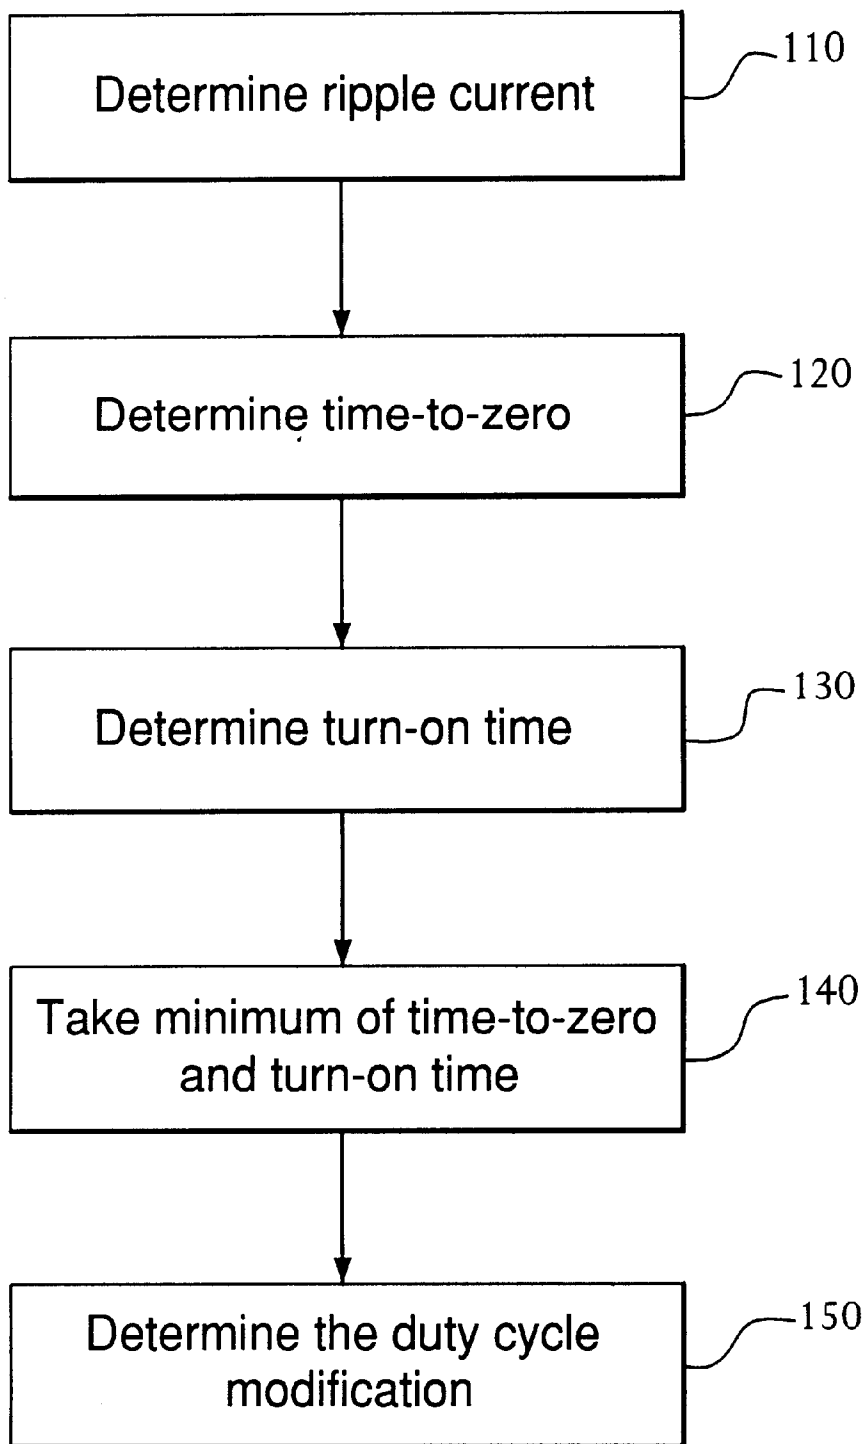 Determine ripple current
110
Determine time-to-zero
120
Determine turn-on time
130
Take minimum of time-to-zero
and turn-on time
140
Determine the duty cycle
modification
150